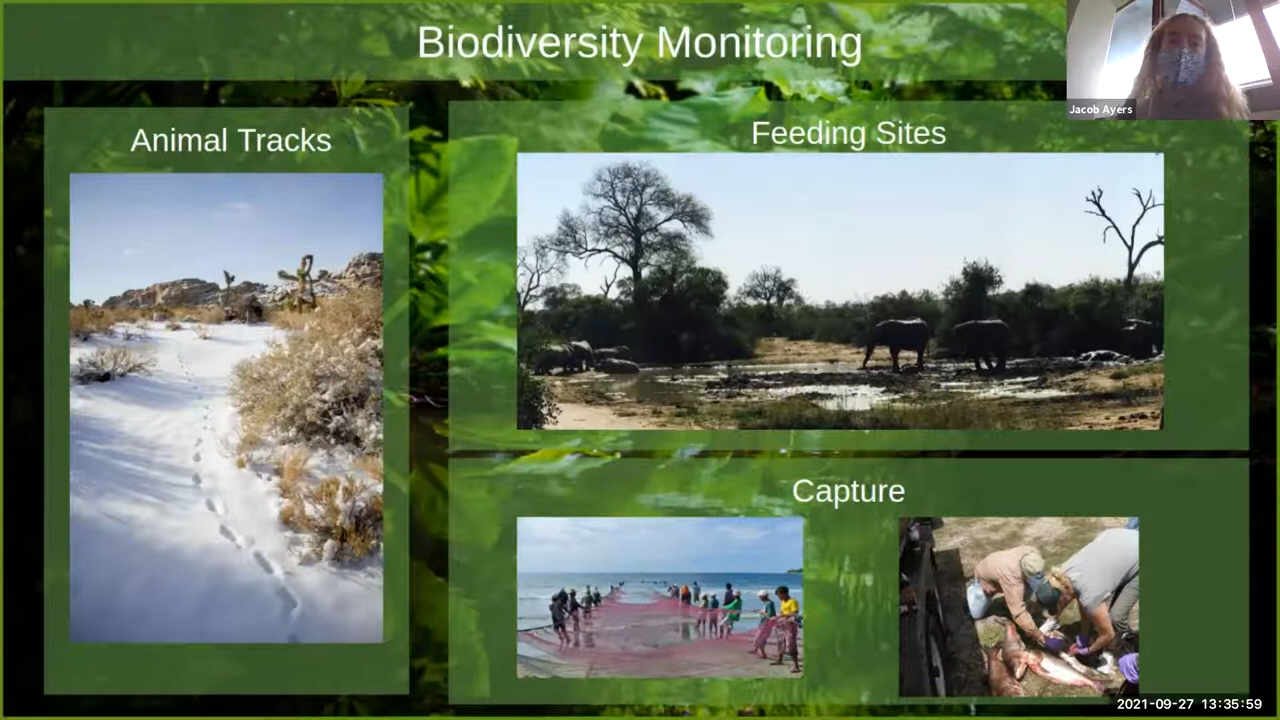 Biodiversity Monitoring
Jacob Ayers
Animal Tracks
Feeding Sites
Capture
2021-09-27 13:35:59